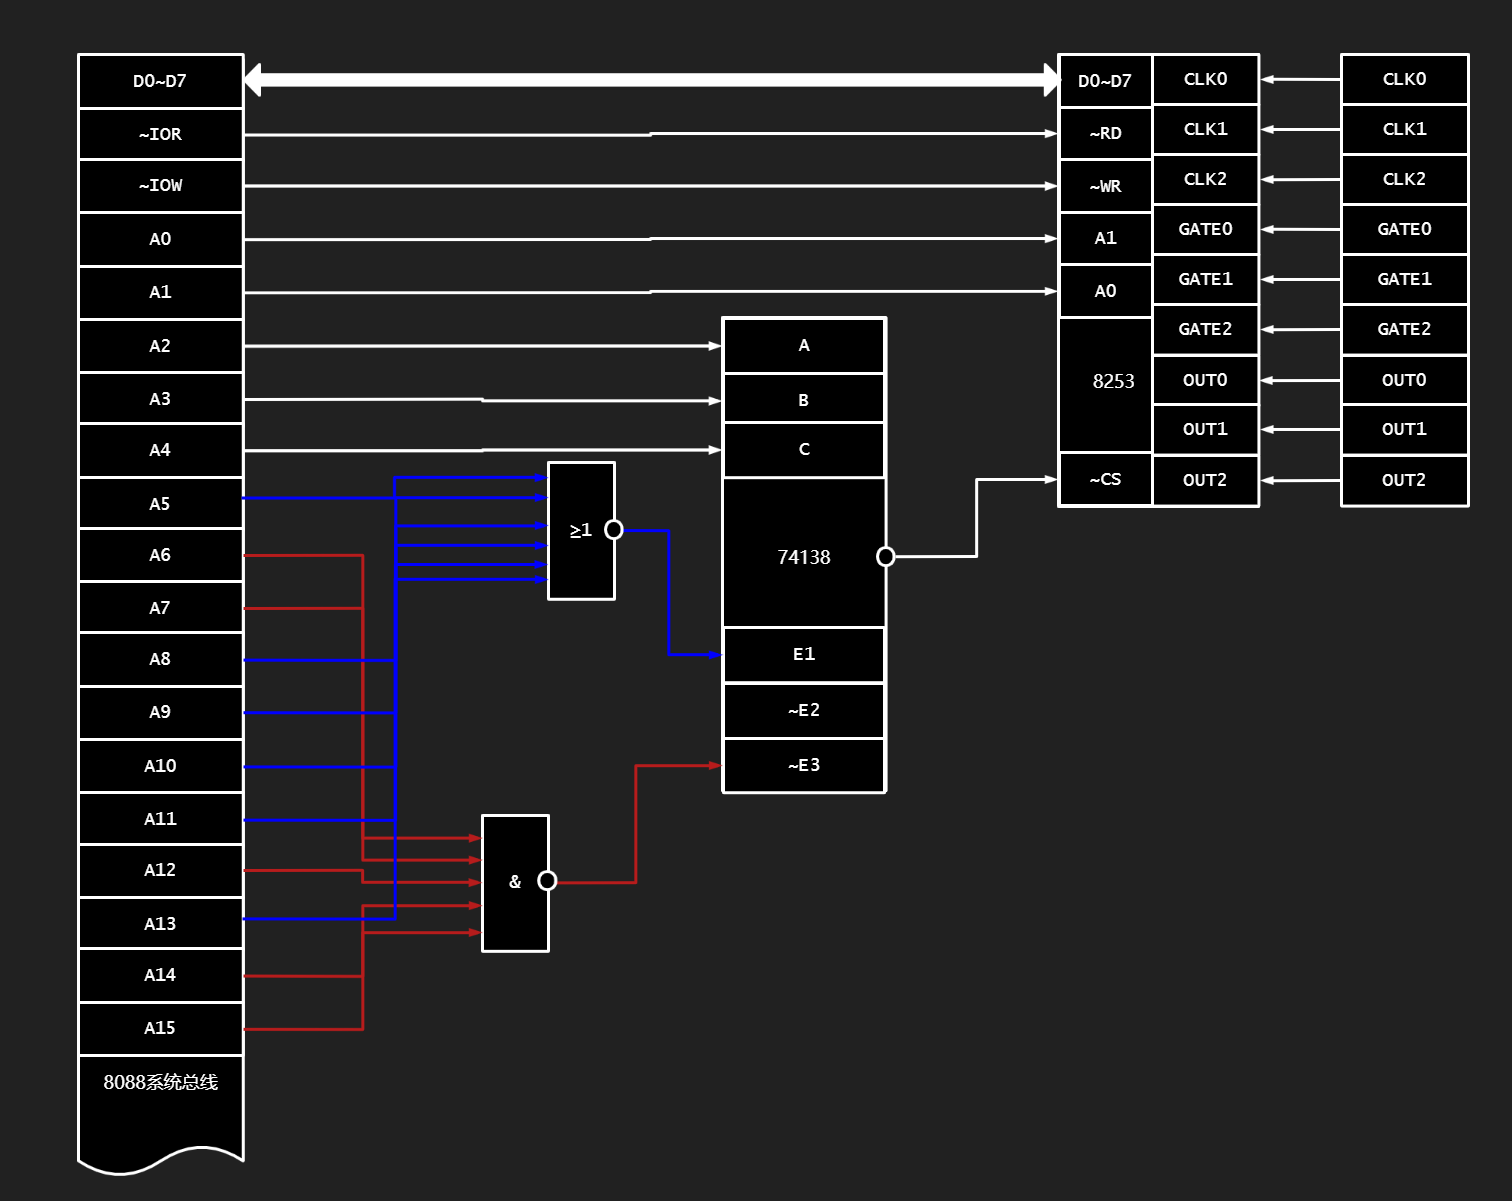 D0~D7
~IOR
~IOW
A0
A1
A2
A3
A4
A5
A6
A7
A8
A9
A10
A11
A12
A13
A14
A15
8088系统总线
≥1
&
A
B
C
74138
E1
~E2
~E3
D0~D7
~RD
~WR
A1
A0
8253
~CS
CLK0
CLK1
CLK2
GATE0
GATE1
GATE2
OUT0
OUT1
OUT2
CLK0
CLK1
CLK2
GATE0
GATE1
GATE2
OUT0
OUT1
OUT2